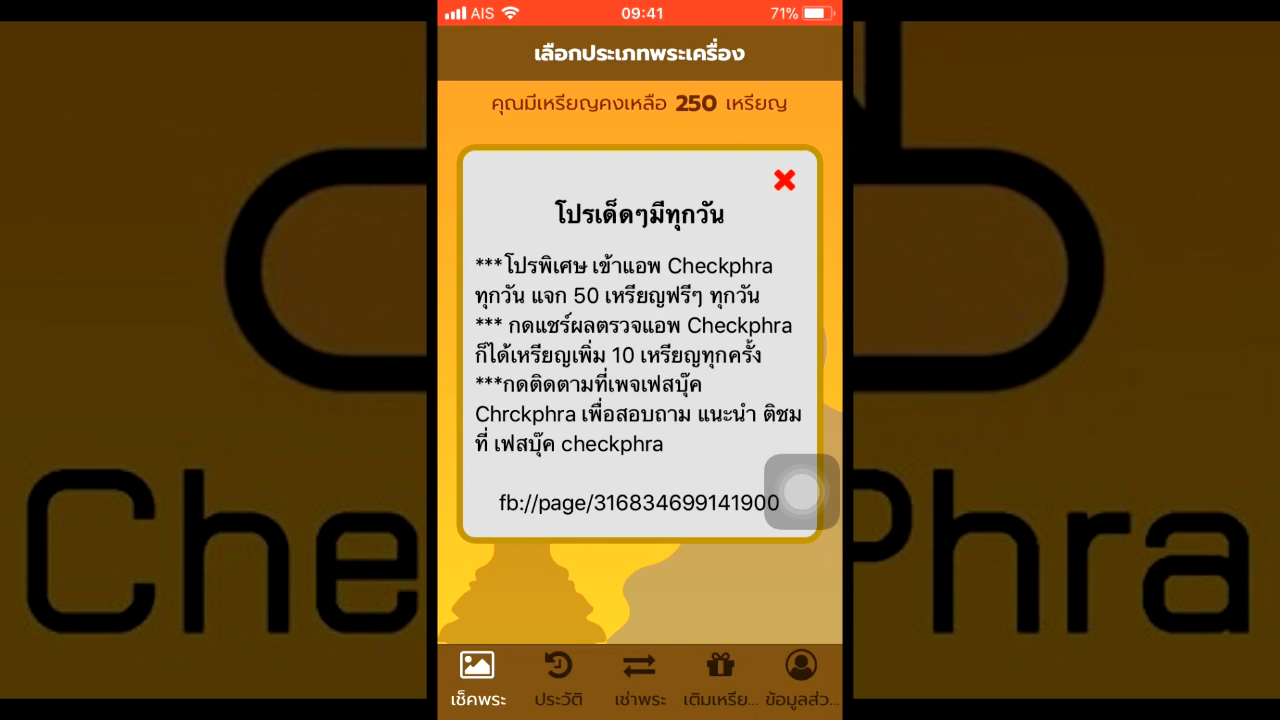 AIS 09:41 71%
เลือกประเภทพระเครื่อง
คุณมีเหรียญคงเหลือ 250 เหรียญ
โปรเด็ดๆมีทุกวัน
***โปรพิเศษ เข้าแอพ Checkphra
ทุกวัน แจก 50 เหรียญฟรีๆ ทุกวัน
*** กดแชร์ผลตรวจแอพ Checkphra
ก็ได้เหรียญเพิ่ม 10 เหรียญทุกครั้ง
***กดติดตามที่เพจเฟสบุ๊ค
Chrckphra เพื่อสอบถาม แนะนำ ติชม
ที่ เฟสบุ๊ค checkphra
fb://page/316834699141900
Che Phra
เช็คพระ ประวัติ เช่าพระ เติมเหรีย... ข้อมูลส่ว...